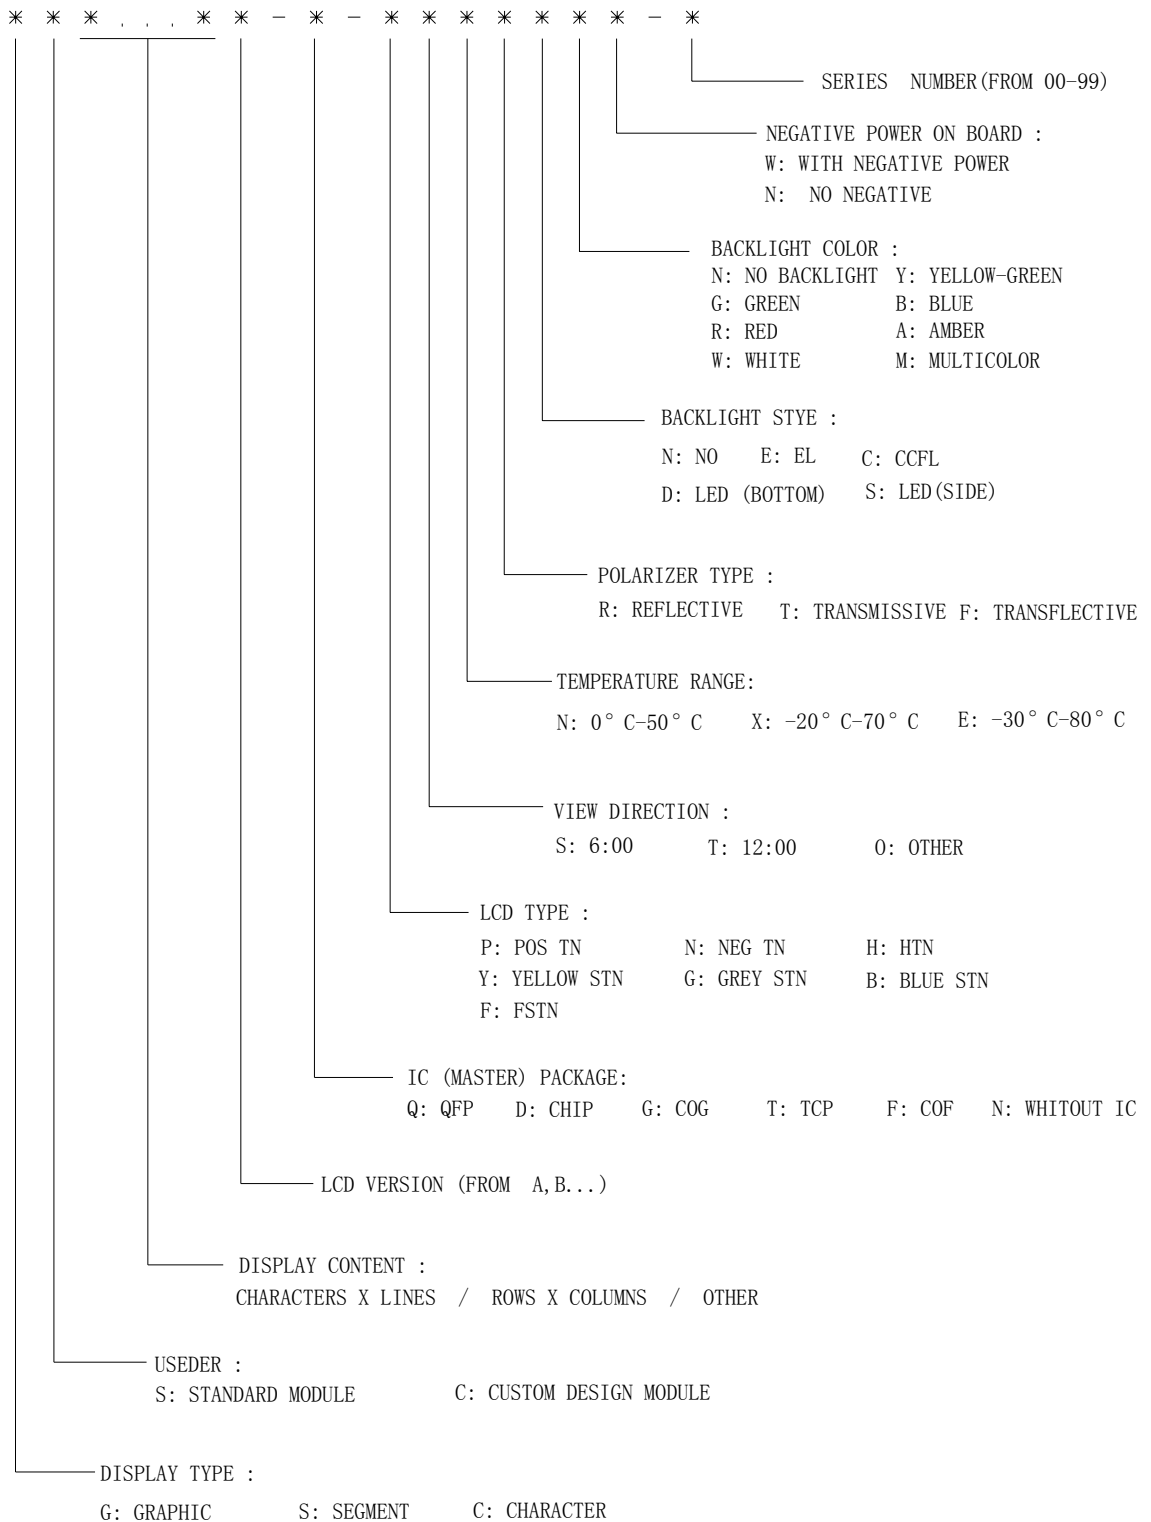 * * * . . . * * - * - * * * * * * * - *
SERIES NUMBER(FROM 00-99)
NEGATIVE POWER ON BOARD :
W: WITH NEGATIVE POWER
N: NO NEGATIVE
BACKLIGHT COLOR :
N: NO BACKLIGHT Y: YELLOW-GREEN
G: GREEN B: BLUE
R: RED A: AMBER
W: WHITE M: MULTICOLOR
BACKLIGHT STYE :
N: NO E: EL C: CCFL
D: LED (BOTTOM) S: LED(SIDE)
POLARIZER TYPE :
R: REFLECTIVE T: TRANSMISSIVE F: TRANSFLECTIVE
TEMPERATURE RANGE:
N: 0° C-50° C X: -20° C-70° C E: -30° C-80° C
VIEW DIRECTION :
S: 6:00 T: 12:00 O: OTHER
LCD TYPE :
P: POS TN N: NEG TN H: HTN
Y: YELLOW STN G: GREY STN B: BLUE STN
F: FSTN
IC (MASTER) PACKAGE:
Q: QFP D: CHIP G: COG T: TCP F: COF N: WHITOUT IC
LCD VERSION (FROM A,B...)
DISPLAY CONTENT :
CHARACTERS X LINES / ROWS X COLUMNS / OTHER
USEDER :
S: STANDARD MODULE C: CUSTOM DESIGN MODULE
DISPLAY TYPE :
G: GRAPHIC S: SEGMENT C: CHARACTER